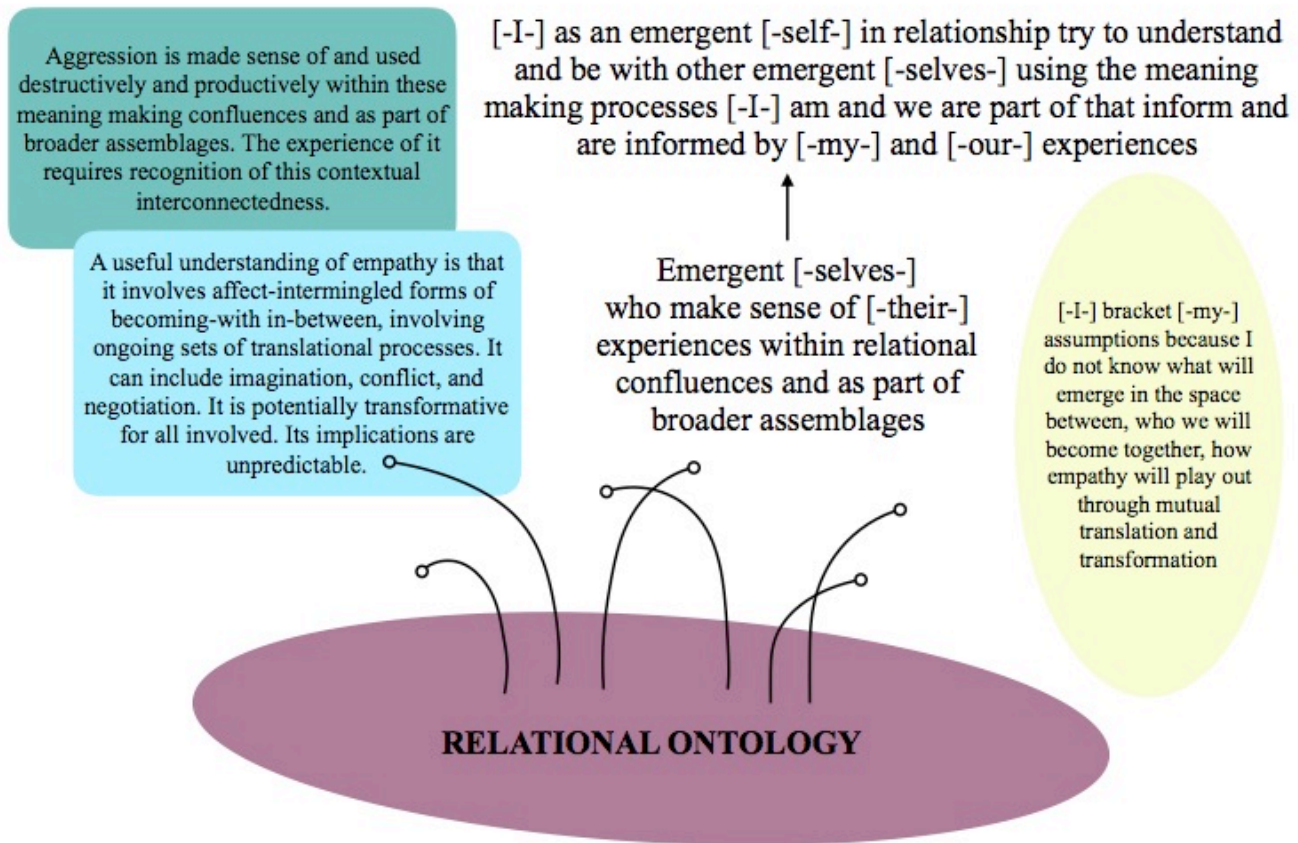 Aggression is made sense of and used
destructively and productively within these
meaning making confluences and as part of
broader assemblages. The experience of it
requires recognition of this contextual
interconnectedness.
[-I-] as an emergent [-self-] in relationship try to understand
and be with other emergent [-selves-] using the meaning
making processes [-I-] am and we are part of that inform and
are informed by [-my-] and [-our-] experiences
A useful understanding of empathy is that
it involves affect-intermingled forms of
becoming-with in-between, involving
ongoing sets of translational processes. It
can include imagination, conflict, and
negotiation. It is potentially transformative
for all involved. Its implications are
unpredictable.
Emergent [-selves-]
who make sense of [-their-]
experiences within relational
confluences and as part of
broader assemblages
[-I-] bracket [-my-]
assumptions because I
do not know what will
emerge in the space
between, who we will
become together, how
empathy will play out
through mutual
translation and
transformation
RELATIONAL ONTOLOGY